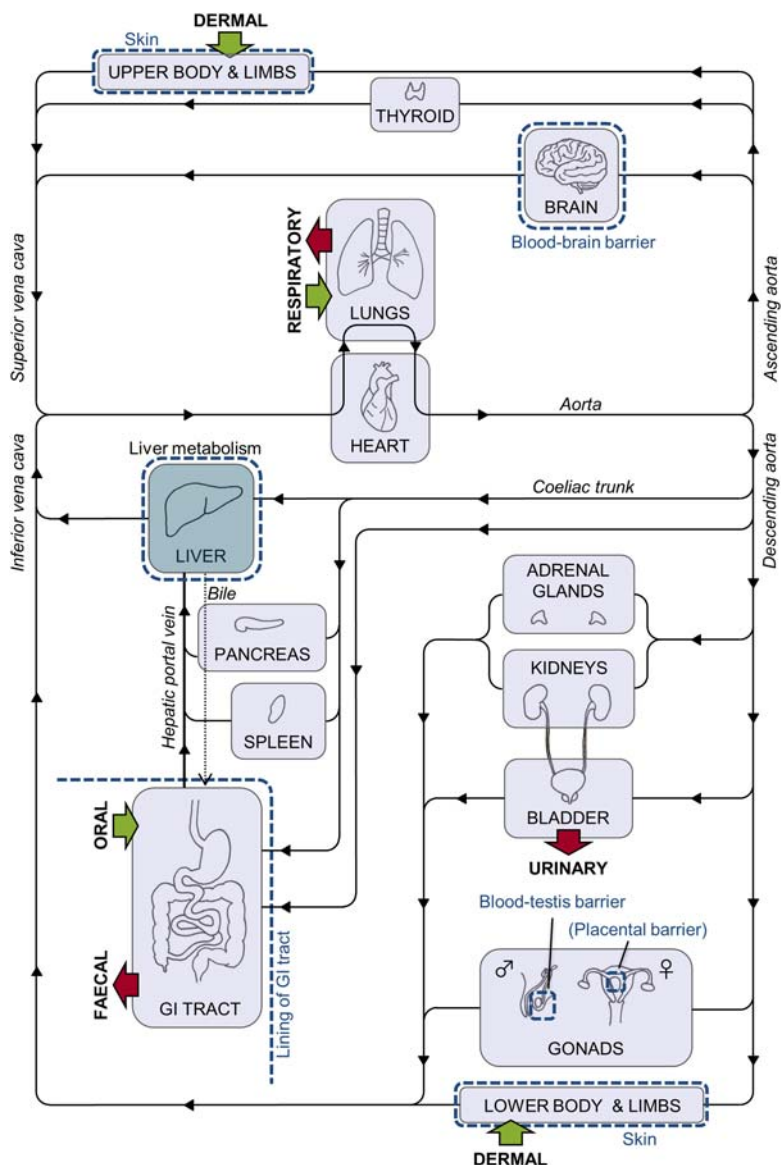 DERMAL
Skin
UPPER BODY & LIMBS
THYROID
BRAIN
Blood-brain barrier
RESPIRATORY
LUNGS
Superior vena cava
Ascending aorta
Aorta
HEART
Inferior vena cava
Liver metabolism
LIVER
Coeliac trunk
Descending aorta
Bile
Hepatic portal vein
PANCREAS
SPLEEN
ADRENAL
GLANDS
KIDNEYS
BLADDER
URINARY
ORAL
FAECAL
GI TRACT
Lining of GI tract
Blood-testis barrier
(Placental barrier)
♂
♀
GONADS
LOWER BODY & LIMBS
Skin
DERMAL